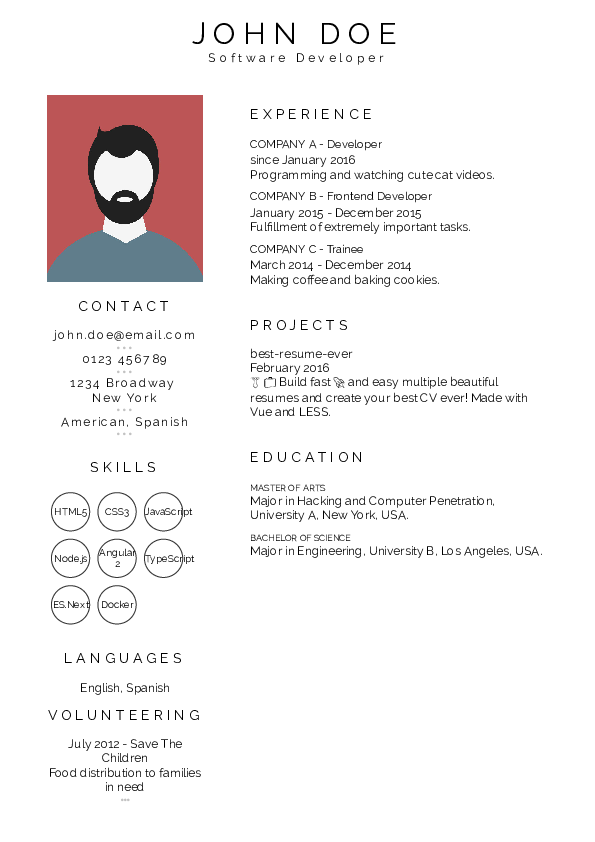 JOHN DOE
Software Developer
CONTACT
john.doe@email.com
0123 456789
1234 Broadway
New York
American, Spanish
SKILLS
HTML5
CSS3
JavaScript
Node.js
Angular
2
TypeScript
ES.Next
Docker
LANGUAGES
English, Spanish
VOLUNTEERING
July 2012 - Save The
Children
Food distribution to families
in need
EXPERIENCE
COMPANY A - Developer
since January 2016
Programming and watching cute cat videos.
COMPANY B - Frontend Developer
January 2015 - December 2015
Fulfillment of extremely important tasks.
COMPANY C - Trainee
March 2014 - December 2014
Making coffee and baking cookies.
PROJECTS
best-resume-ever
February 2016
👔 💼 Build fast 🚀 and easy multiple beautiful
resumes and create your best CV ever! Made with
Vue and LESS.
EDUCATION
MASTER OF ARTS
Major in Hacking and Computer Penetration,
University A, New York, USA.
BACHELOR OF SCIENCE
Major in Engineering, University B, Los Angeles, USA.